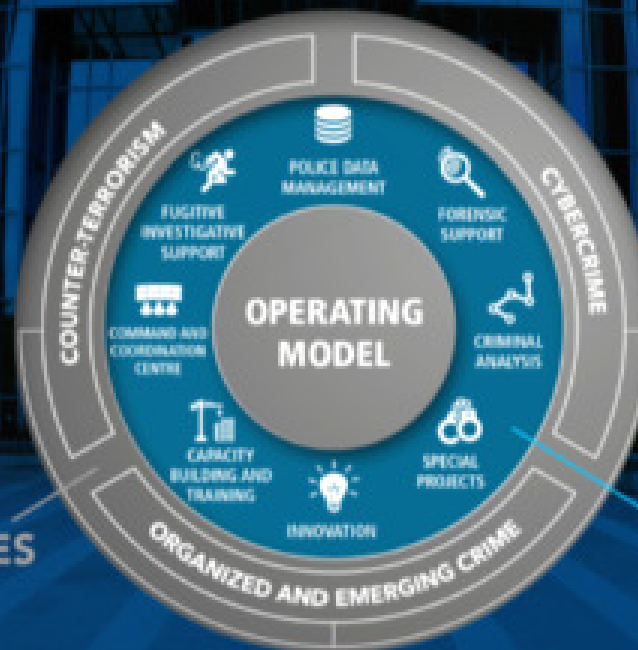 COUNTER-TERRORISM
CYBERCRIME
POLICE DATA
MANAGEMENT
FUGITIVE
INVESTIGATIVE
SUPPORT
FORENSIC
SUPPORT
OPERATING
MODEL
COMMAND AND
COORDINATION
CENTRE
CRIMINAL
ANALYSIS
CAPACITY
BUILDING AND
TRAINING
SPECIAL
PROJECTS
INNOVATION
ORGANIZED AND EMERGING CRIME
ES